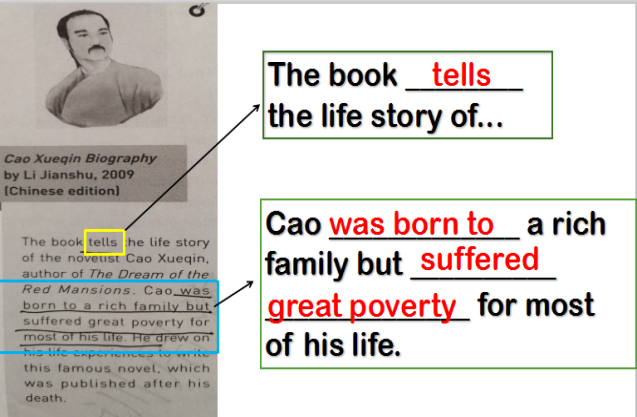 Cao Xueqin Biography
by Li Jianshu, 2009
(Chinese edition)
The book tells the life story
of the novelist Cao Xueqin,
author of The Dream of the
Red Mansions. Cao was
born to a rich family but
suffered great poverty for
most of his life. He drew on
his life experiences to write
this famous novel, which
was published after his
death.
The book tells
the life story of...
Cao was born to a rich
family but suffered
great poverty for most
of his life.